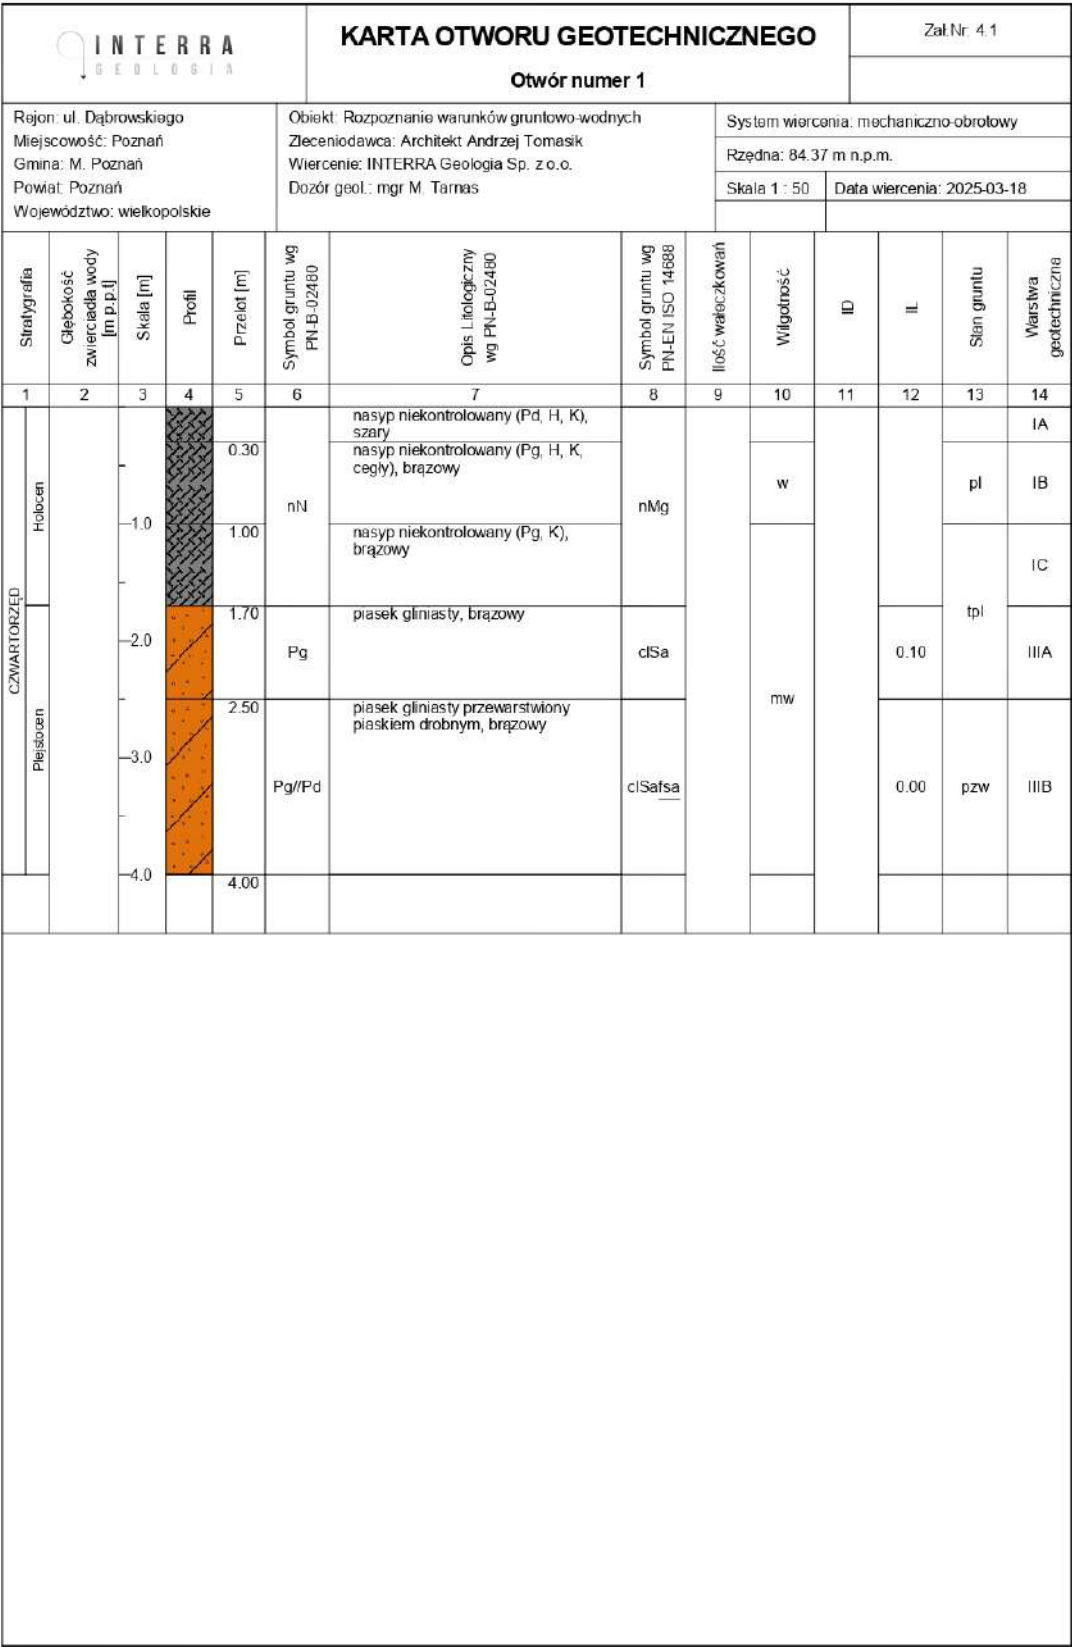 INTERRA
GEOLOGIA
KARTA OTWORU GEOTECHNICZNEGO
Otwór numer 1
Zał.Nr: 4.1
Rejon: ul. Dąbrowskiego
Miejscowość: Poznań
Gmina: M. Poznań
Powiat: Poznań
Województwo: wielkopolskie
Obiekt: Rozpoznanie warunków gruntowo-wodnych
Zleceniodawca: Architekt Andrzej Tomasik
Wiercenie: INTERRA Geologia Sp. z o.o.
Dozór geol.: mgr M. Tarnas
System wiercenia: mechaniczno-obrotowy
Rzędna: 84.37 m n.p.m.
Skala 1 : 50
Data wiercenia: 2025-03-18
Stratygrafia
Głębokość
zwierciadła wody
[m p.p.t]
Skala [m]
Profil
Przelot [m]
Symbol gruntu wg
PN-B-02480
Opis Litologiczny
wg PN-B-02480
Symbol gruntu wg
PN-EN ISO 14688
Ilość wałeczkowań
Wilgotność
ID
IL
Stan gruntu
Warstwa
geotechniczna
1 2 3 4 5 6 7 8 9 10 11 12 13 14
CZWARTORZĘD
Holocen
Plejstocen
1.0
2.0
3.0
4.0
nasyp niekontrolowany (Pd, H, K),
szary
IA
0.30
nasyp niekontrolowany (Pg, H, K,
cegły), brązowy
w
pl
IB
nN
nMg
1.00
nasyp niekontrolowany (Pg, K),
brązowy
IC
tpl
1.70
piasek gliniasty, brązowy
Pg
clSa
0.10
IIIA
mw
2.50
piasek gliniasty przewarstwiony
piaskiem drobnym, brązowy
Pg//Pd
clSafsa
0.00
pzw
IIIB
4.00